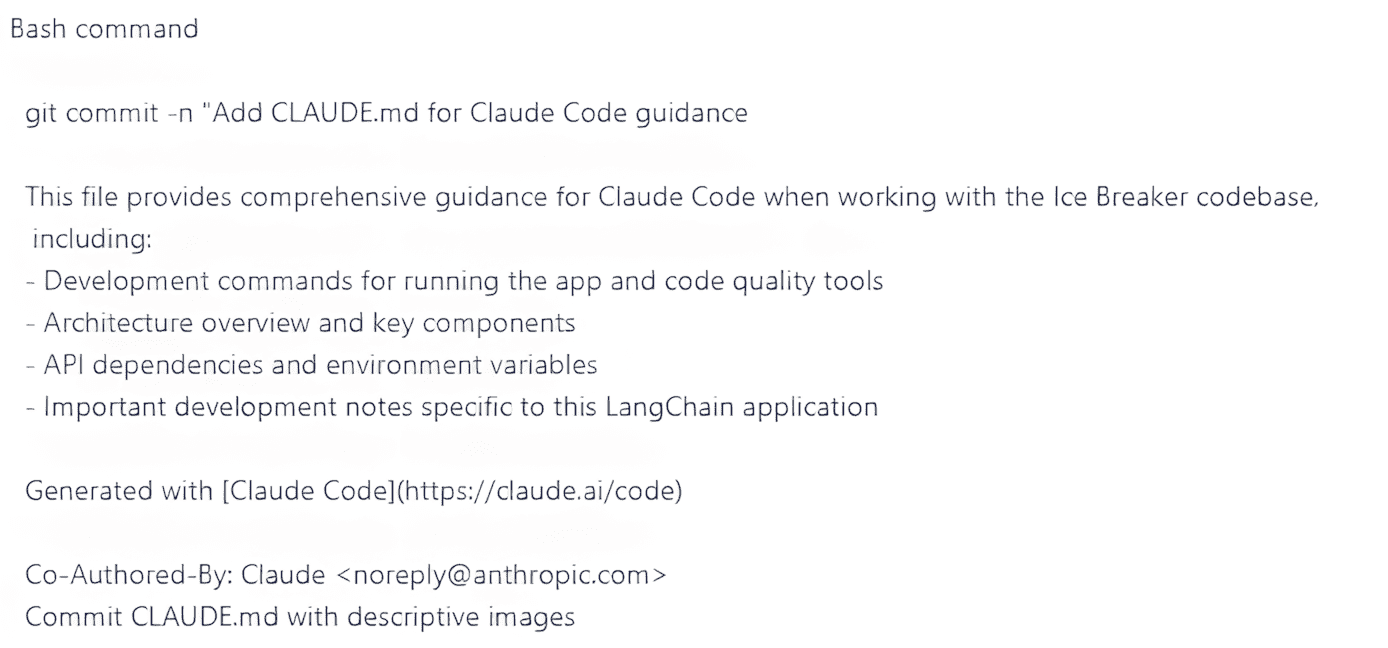 Bash command
git commit -n "Add CLAUDE.md for Claude Code guidance
This file provides comprehensive guidance for Claude Code when working with the Ice Breaker codebase,
including:
- Development commands for running the app and code quality tools
- Architecture overview and key components
- API dependencies and environment variables
- Important development notes specific to this LangChain application
Generated with [Claude Code](https://claude.ai/code)
Co-Authored-By: Claude <noreply@anthropic.com>
Commit CLAUDE.md with descriptive images